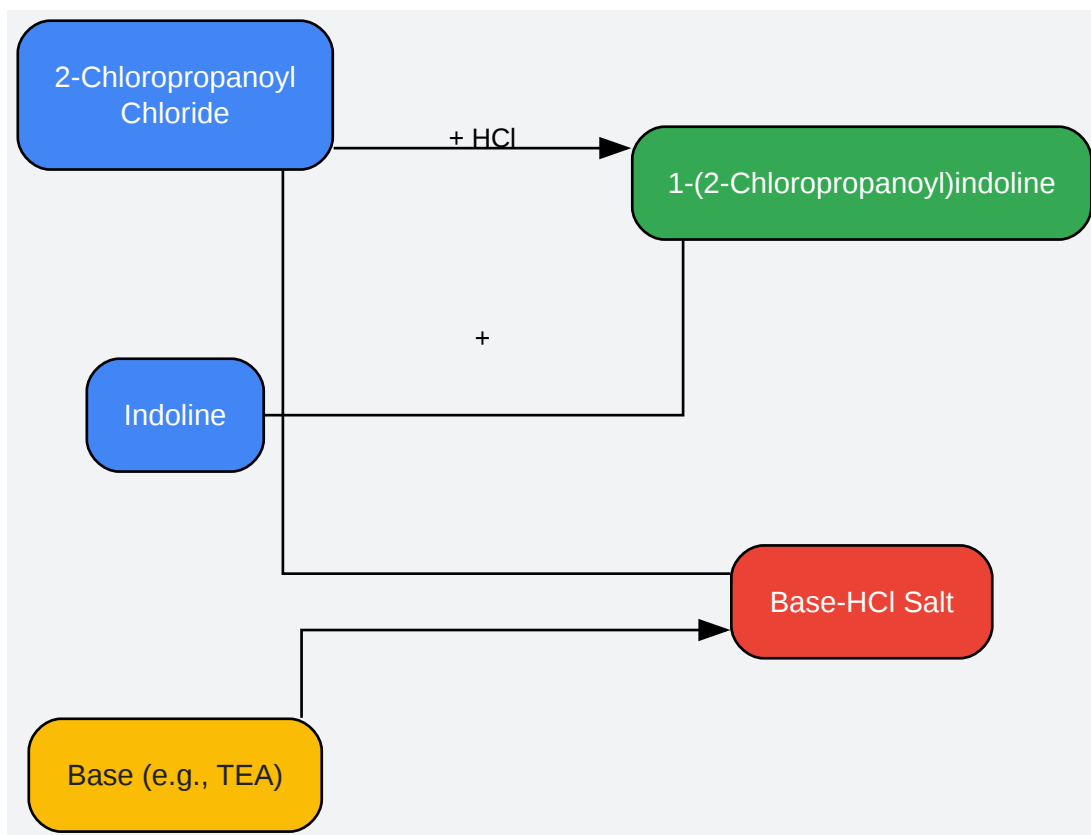 2-Chloropropanoyl
Chloride
+ HCl
1-(2-Chloropropanoyl)indoline
+
Indoline
Base-HCl Salt
Base (e.g., TEA)